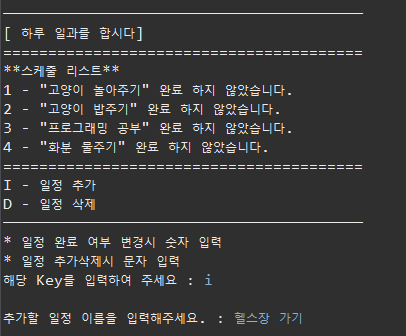 [ 하루 일과를 합시다]
========================================
**스케줄 리스트**
1 - "고양이 놀아주기" 완료 하지 않았습니다.
2 - "고양이 밥주기" 완료 하지 않았습니다.
3 - "프로그래밍 공부" 완료 하지 않았습니다.
4 - "화분 물주기" 완료 하지 않았습니다.
========================================
I - 일정 추가
D - 일정 삭제
* 일정 완료 여부 변경시 숫자 입력
* 일정 추가삭제시 문자 입력
해당 Key를 입력하여 주세요 : i
추가할 일정 이름을 입력해주세요. : 헬스장 가기